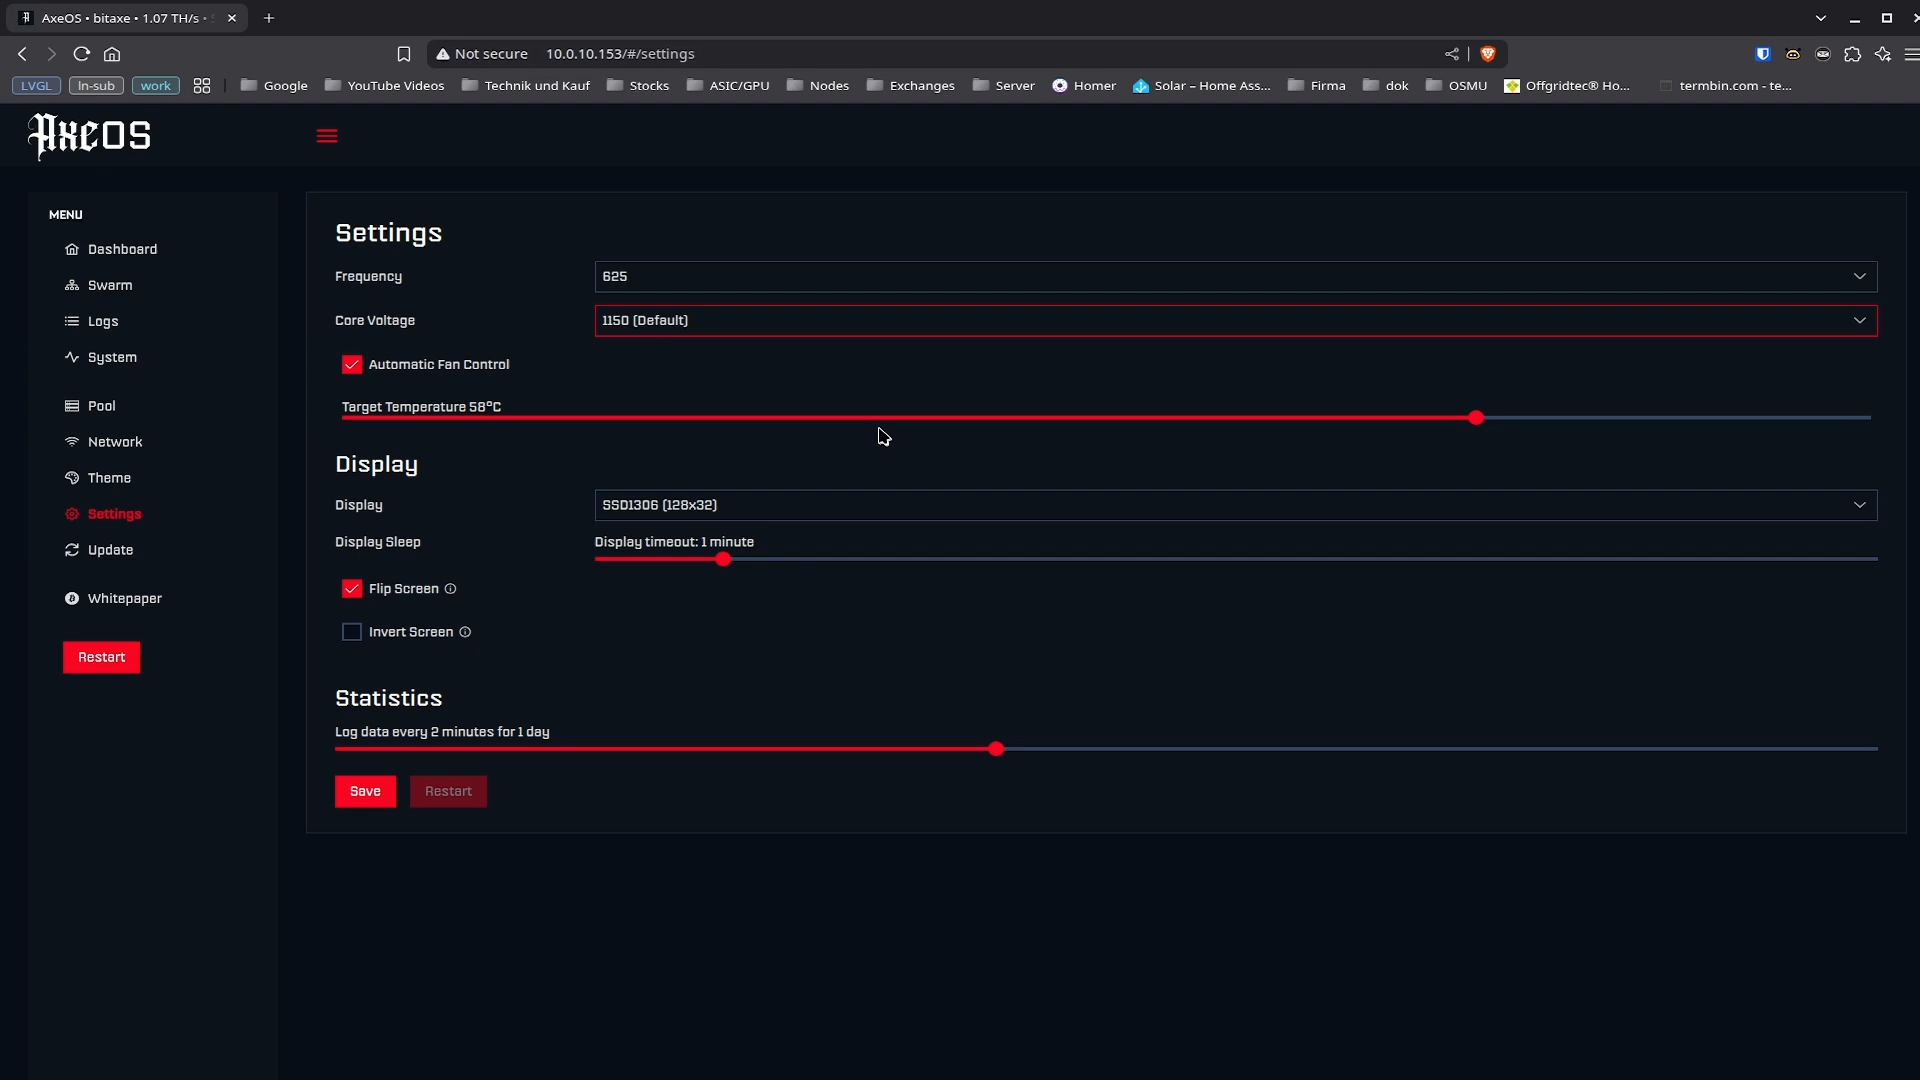 AxeOS • bitaxe • 1.07 TH/s •
Not secure 10.0.10.153/#/settings
LVGL ln-sub work Google YouTube Videos Technik und Kauf Stocks ASIC/GPU Nodes Exchanges Server Homer Solar – Home Ass... Firma dok OSMU Offgridtec® Ho... termbin.com - te...
AxeOS
MENU
Dashboard
Swarm
Logs
System
Pool
Network
Theme
Settings
Update
Whitepaper
Restart
Settings
Frequency 625
Core Voltage 1150 (Default)
Automatic Fan Control
Target Temperature 58°C
Display
Display SSD1306 (128x32)
Display Sleep Display timeout: 1 minute
Flip Screen
Invert Screen
Statistics
Log data every 2 minutes for 1 day
Save Restart